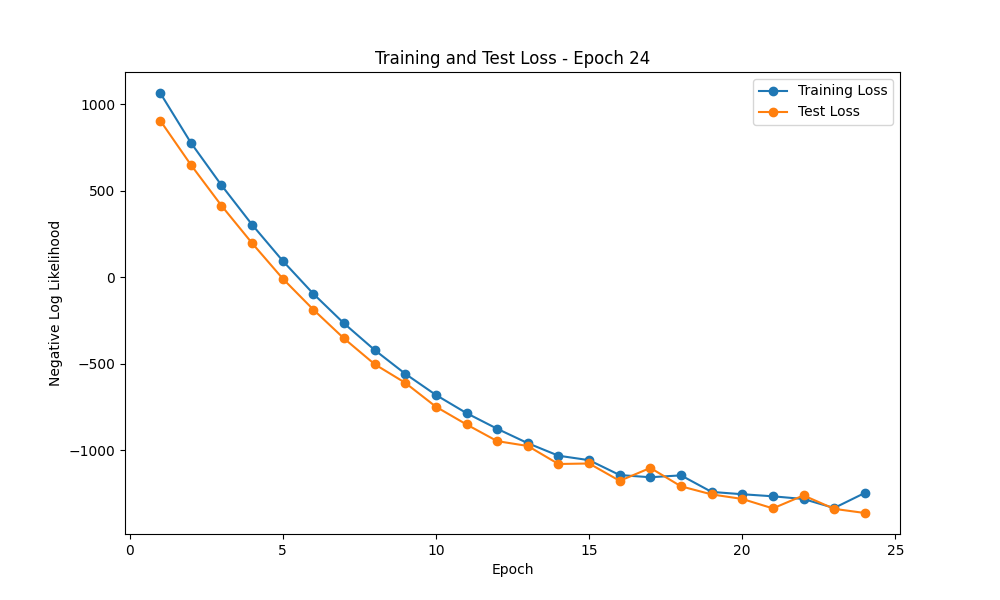 Training and Test Loss - Epoch 24
Training Loss
Test Loss
Negative Log Likelihood
1000
500
0
−500
−1000
0 5 10 15 20 25
Epoch